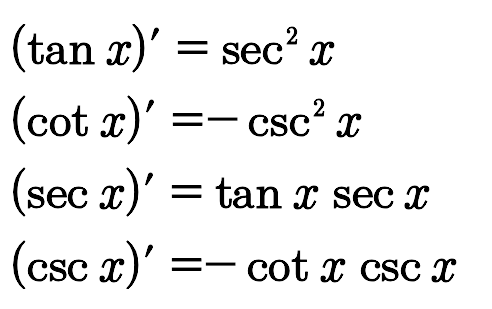 (tan x)′ = sec² x
(cot x)′ =− csc² x
(sec x)′ = tan x sec x
(csc x)′ =− cot x csc x